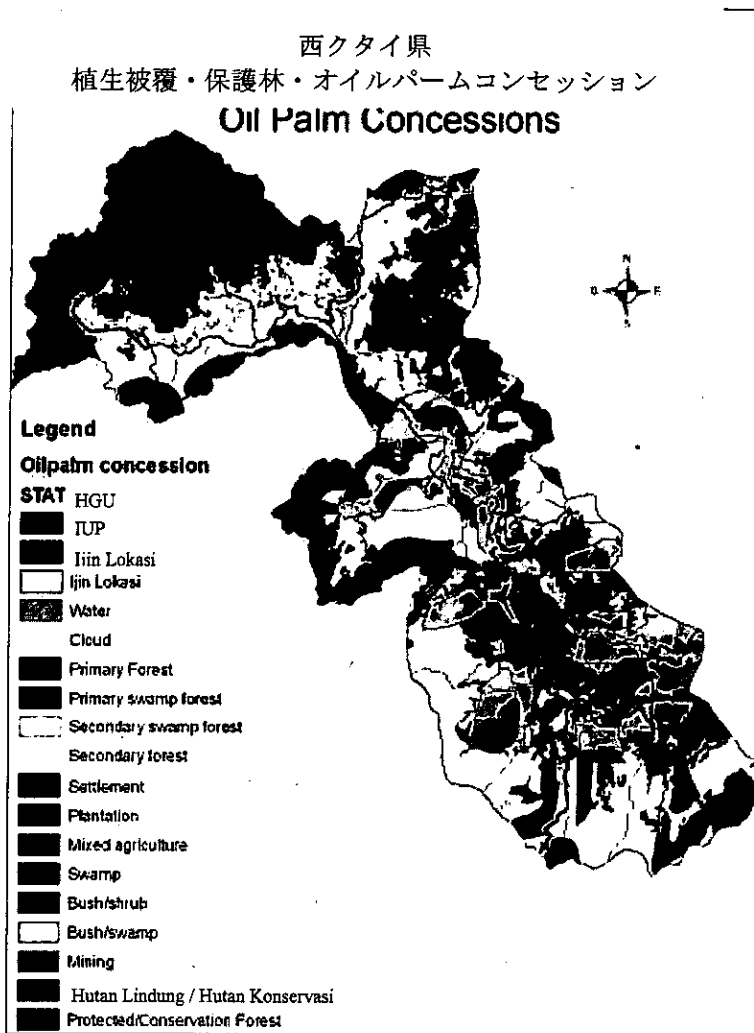 西クタイ県
植生被覆・保護林・オイルパームコンセッション
Oil Palm Concessions
N
E
S
Legend
Oilpalm concession
STAT HGU
IUP
Ijin Lokasi
Ijin Lokasi
Water
Cloud
Primary Forest
Primary swamp forest
Secondary swamp forest
Secondary forest
Settlement
Plantation
Mixed agriculture
Swamp
Bush/shrub
Bush/swamp
Mining
Hutan Lindung / Hutan Konservasi
Protected/Conservation Forest